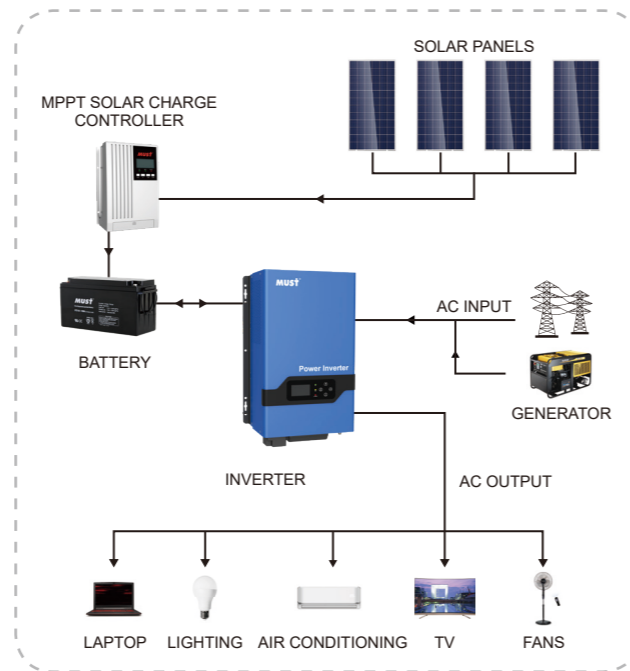 SOLAR PANELS
MPPT SOLAR CHARGE
CONTROLLER
MUST
MUST
BATTERY
MUST
Power Inverter
AC INPUT
GENERATOR
INVERTER
AC OUTPUT
LAPTOP
LIGHTING
AIR CONDITIONING
TV
FANS